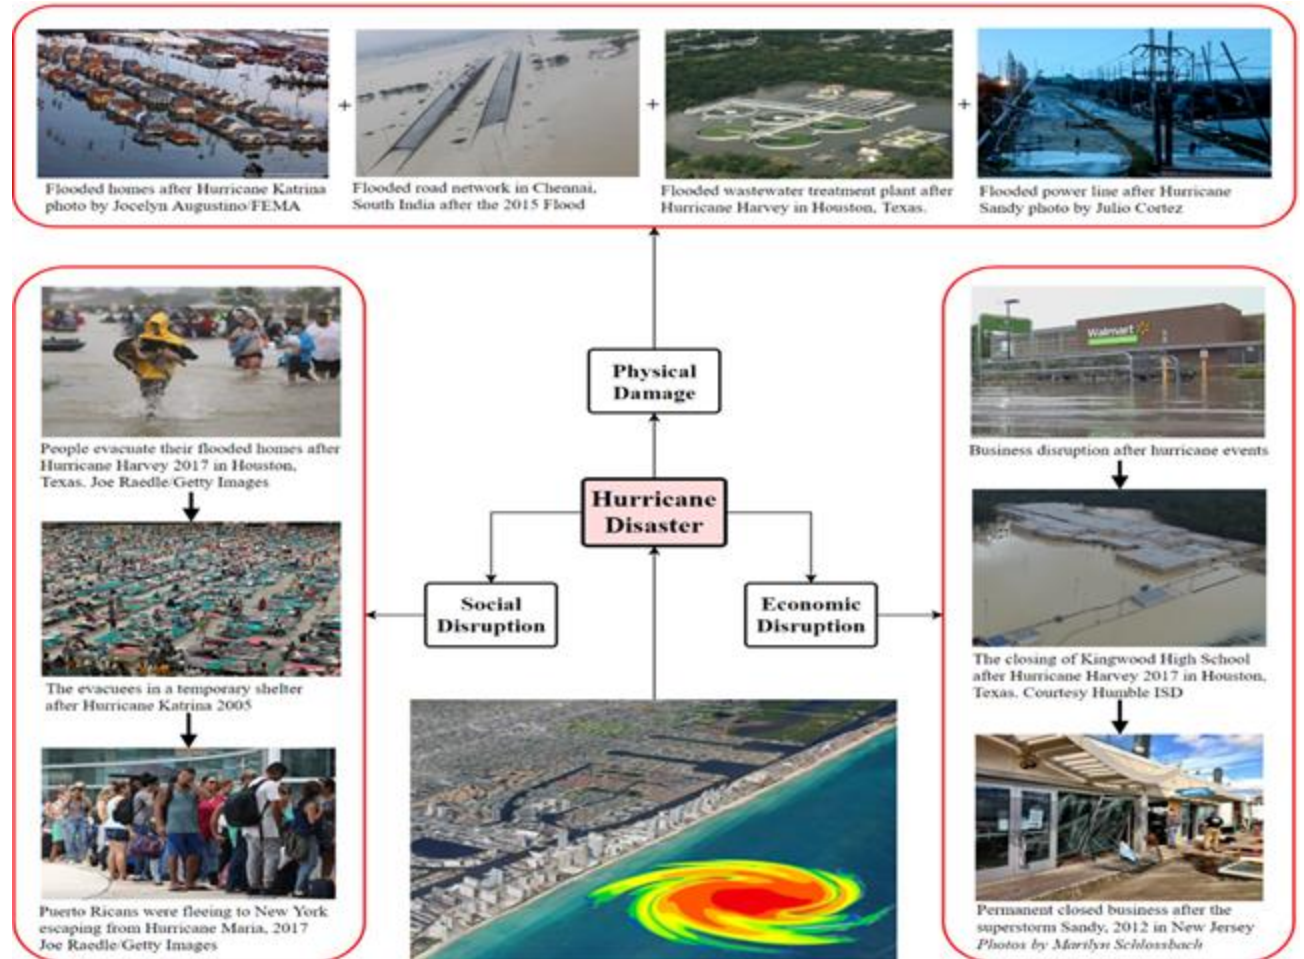 Flooded homes after Hurricane Katrina
photo by Jocelyn Augustino/FEMA
+
Flooded road network in Chennai,
South India after the 2015 Flood
+
Flooded wastewater treatment plant after
Hurricane Harvey in Houston, Texas.
+
Flooded power line after Hurricane
Sandy photo by Julio Cortez
Physical
Damage
Hurricane
Disaster
Social
Disruption
Economic
Disruption
People evacuate their flooded homes after
Hurricane Harvey 2017 in Houston,
Texas. Joe Raedle/Getty Images
The evacuees in a temporary shelter
after Hurricane Katrina 2005
Puerto Ricans were fleeing to New York
escaping from Hurricane Maria, 2017
Joe Raedle/Getty Images
Walmart
Business disruption after hurricane events
The closing of Kingwood High School
after Hurricane Harvey 2017 in Houston,
Texas. Courtesy Humble ISD
Permanent closed business after the
superstorm Sandy, 2012 in New Jersey
Photos by Marilyn Schlossbach